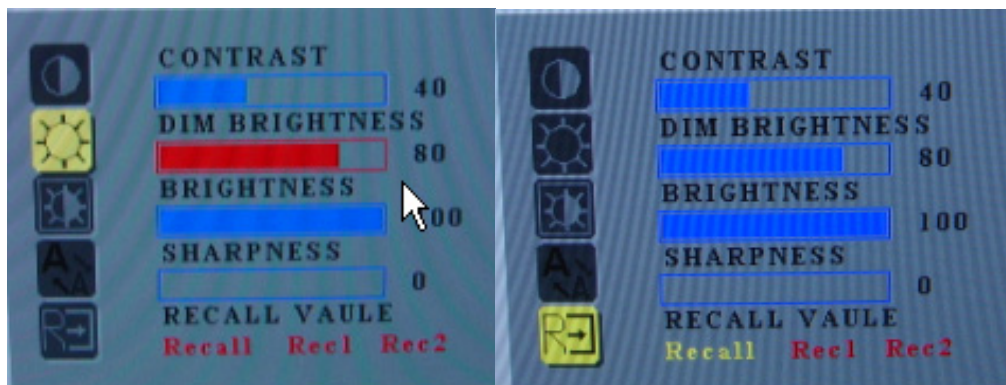 CONTRAST
40
DIM BRIGHTNESS
80
BRIGHTNESS
00
SHARPNESS
0
RECALL VAULE
Recall Rec1 Rec2
CONTRAST
40
DIM BRIGHTNESS
80
BRIGHTNESS
100
SHARPNESS
0
RECALL VAULE
Recall Rec1 Rec2